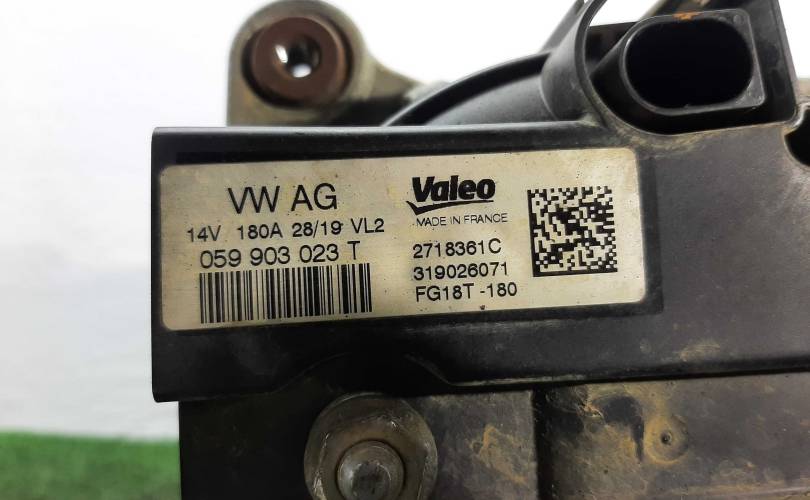 VW AG
14V 180A 28/19 VL2
059 903 023 T
Valeo
MADE IN FRANCE
2718361C
319026071
FG18T -180